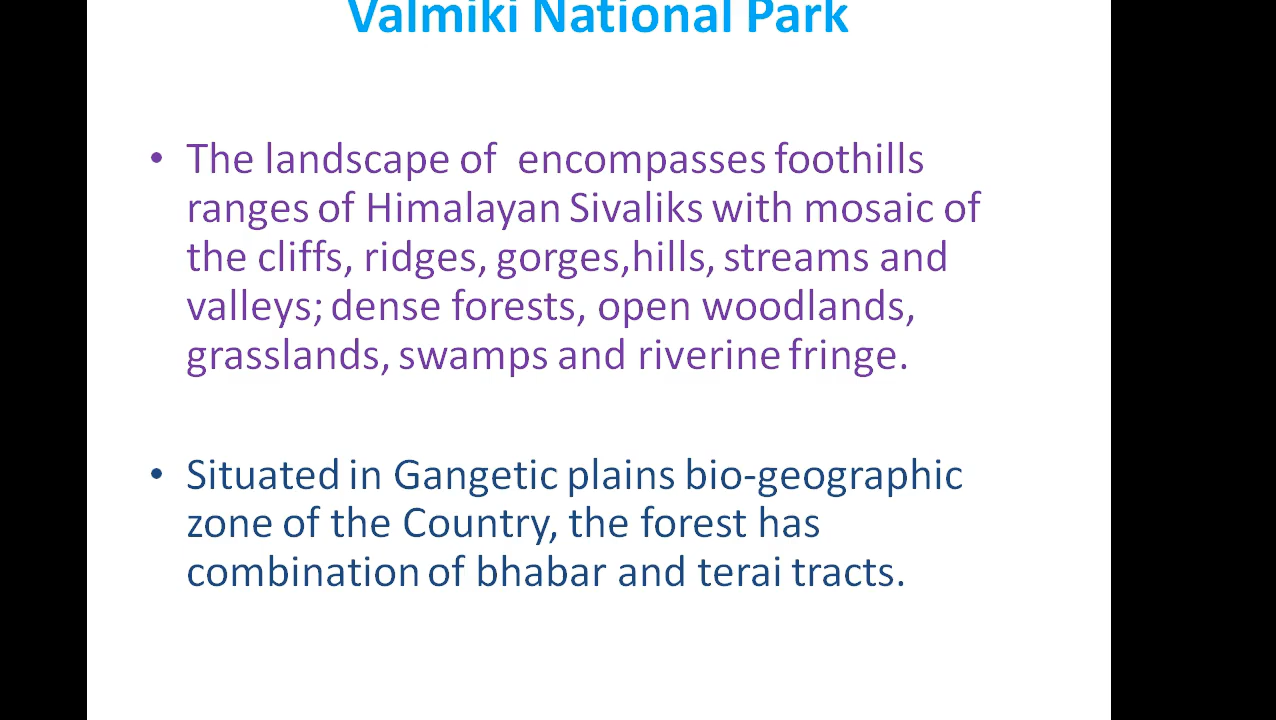 Valmiki National Park
• The landscape of  encompasses foothills
ranges of Himalayan Sivaliks with mosaic of
the cliffs, ridges, gorges,hills, streams and
valleys; dense forests, open woodlands,
grasslands, swamps and riverine fringe.
• Situated in Gangetic plains bio-geographic
zone of the Country, the forest has
combination of bhabar and terai tracts.